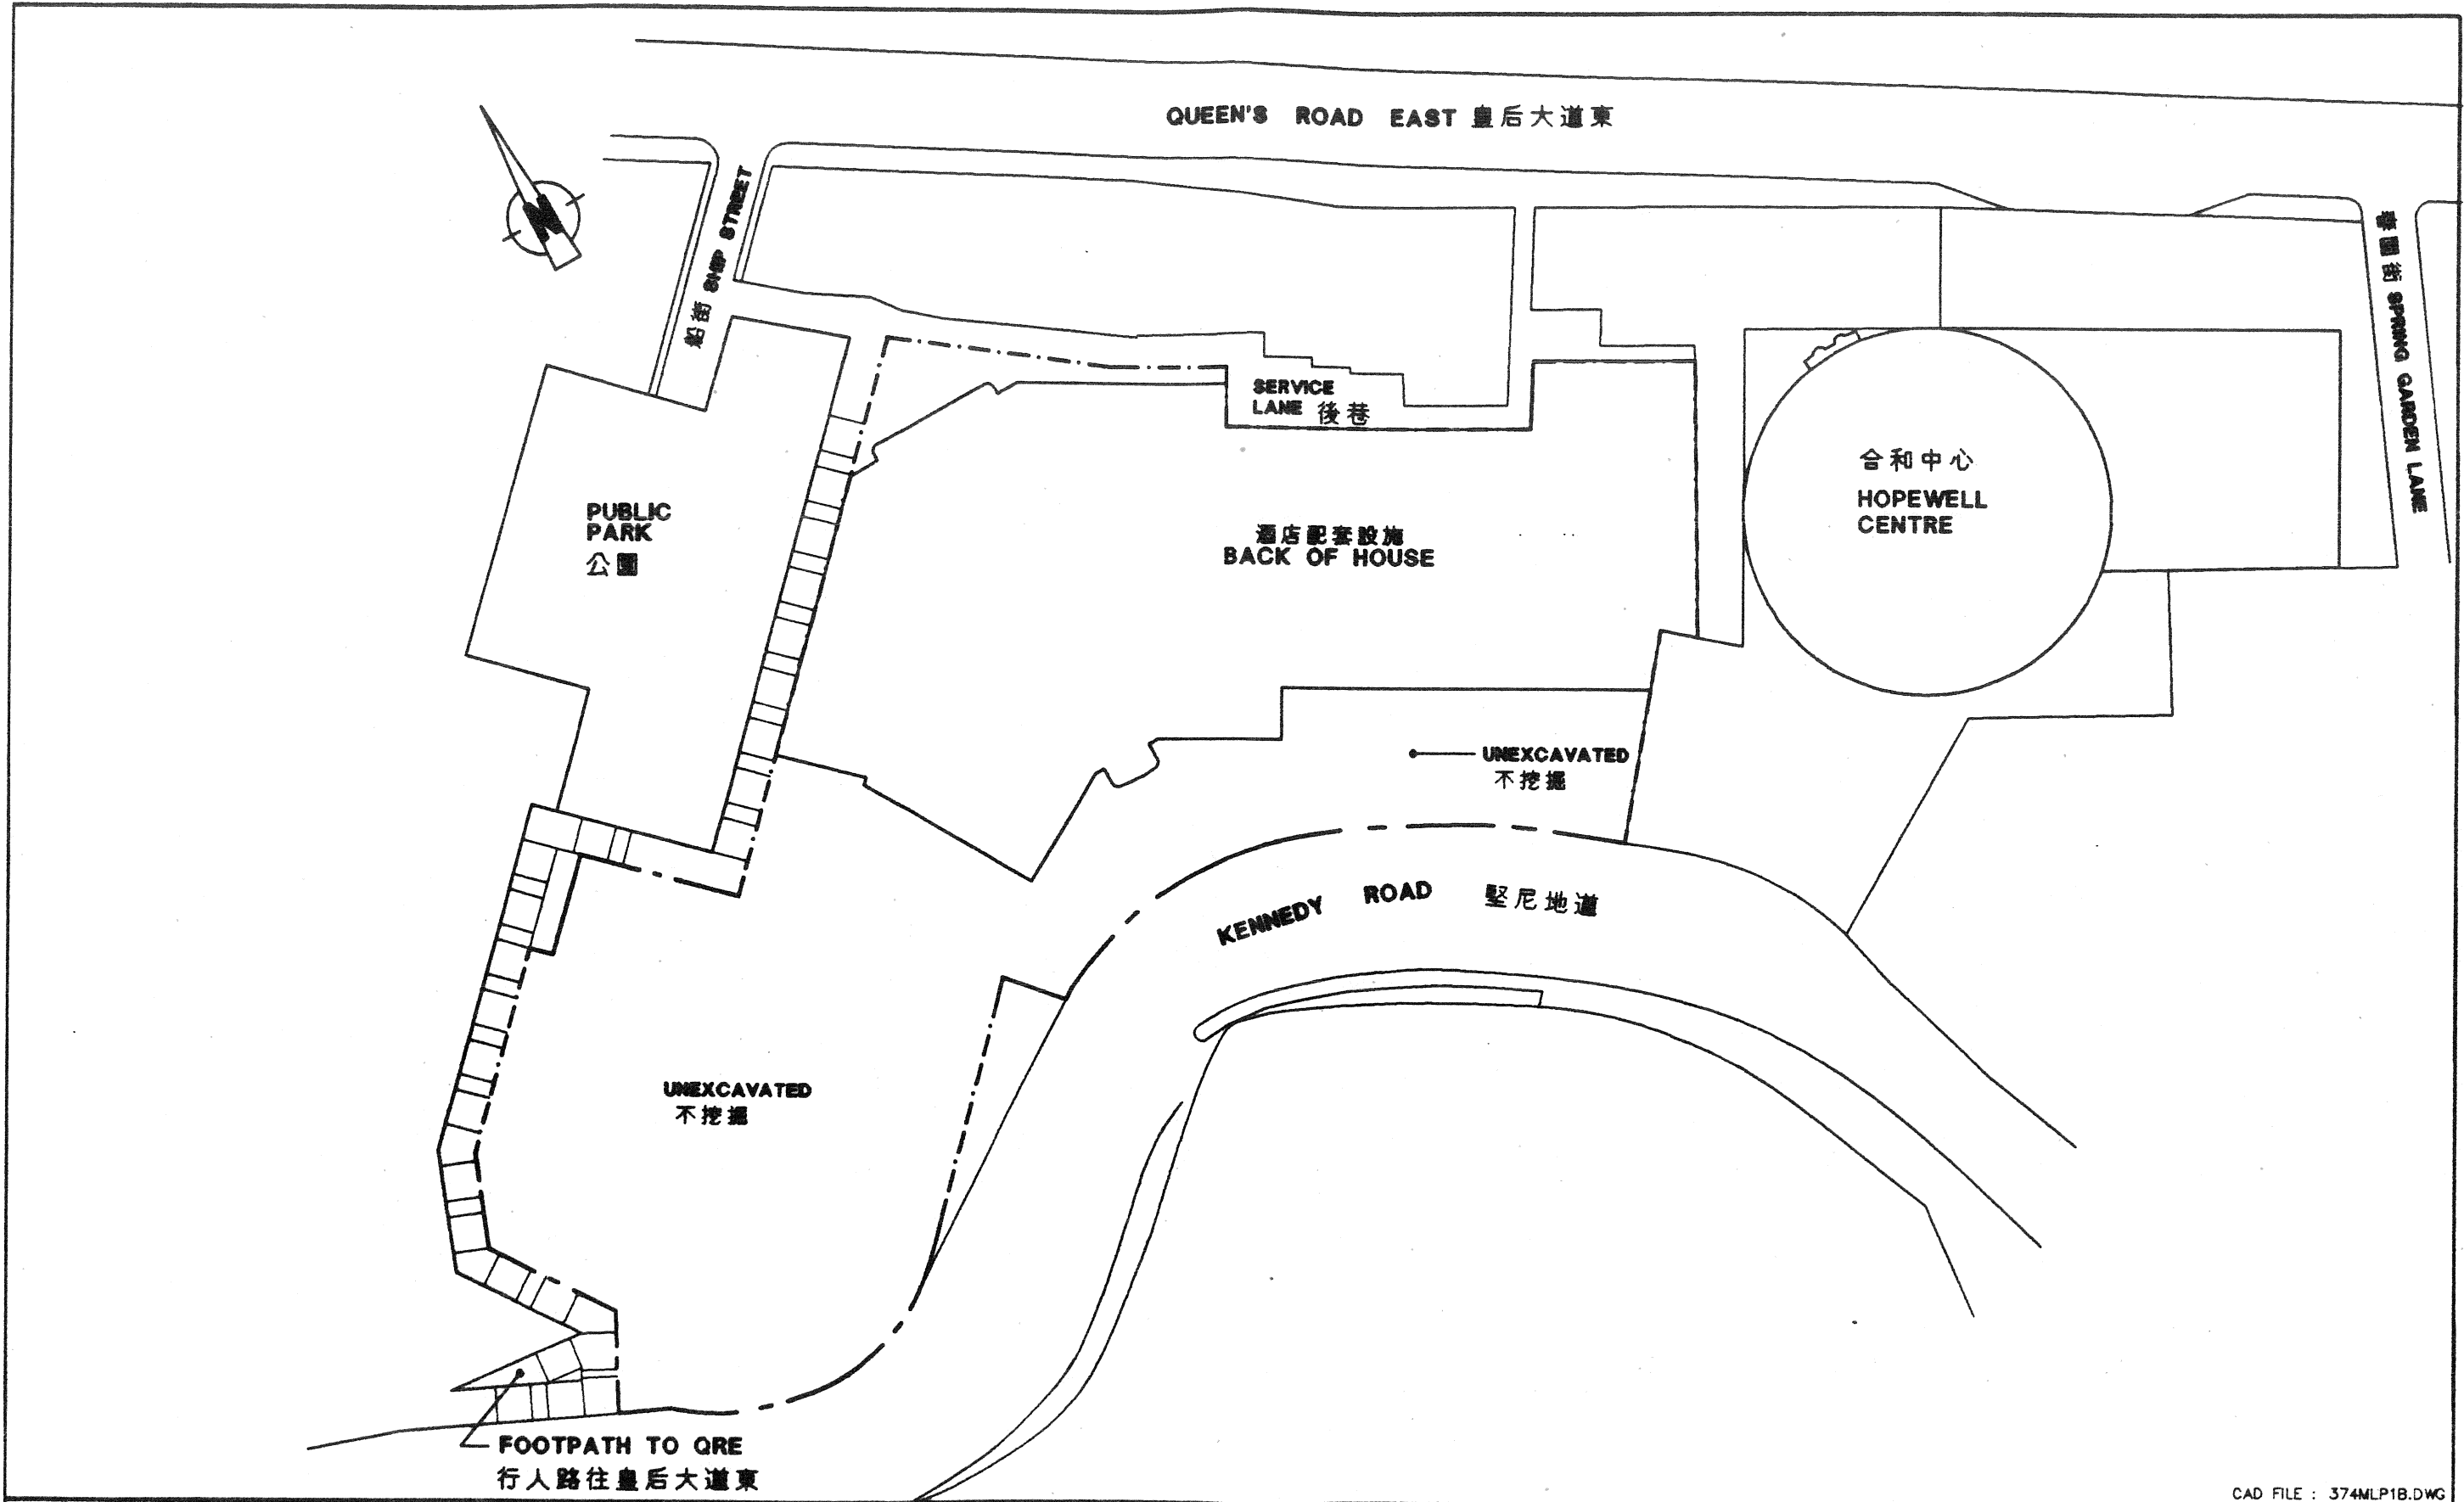 QUEEN'S ROAD EAST 皇后大道東
船街 SHIP STREET
N
春園街 SPRING GARDEN LANE
SERVICE
LANE 後巷
合和中心
HOPEWELL
CENTRE
PUBLIC
PARK
公園
酒店配套設施
BACK OF HOUSE
UNEXCAVATED
不挖掘
KENNEDY ROAD 堅尼地道
UNEXCAVATED
不挖掘
FOOTPATH TO QRE
行人路往皇后大道東
CAD FILE : 374MLP1B.DWG